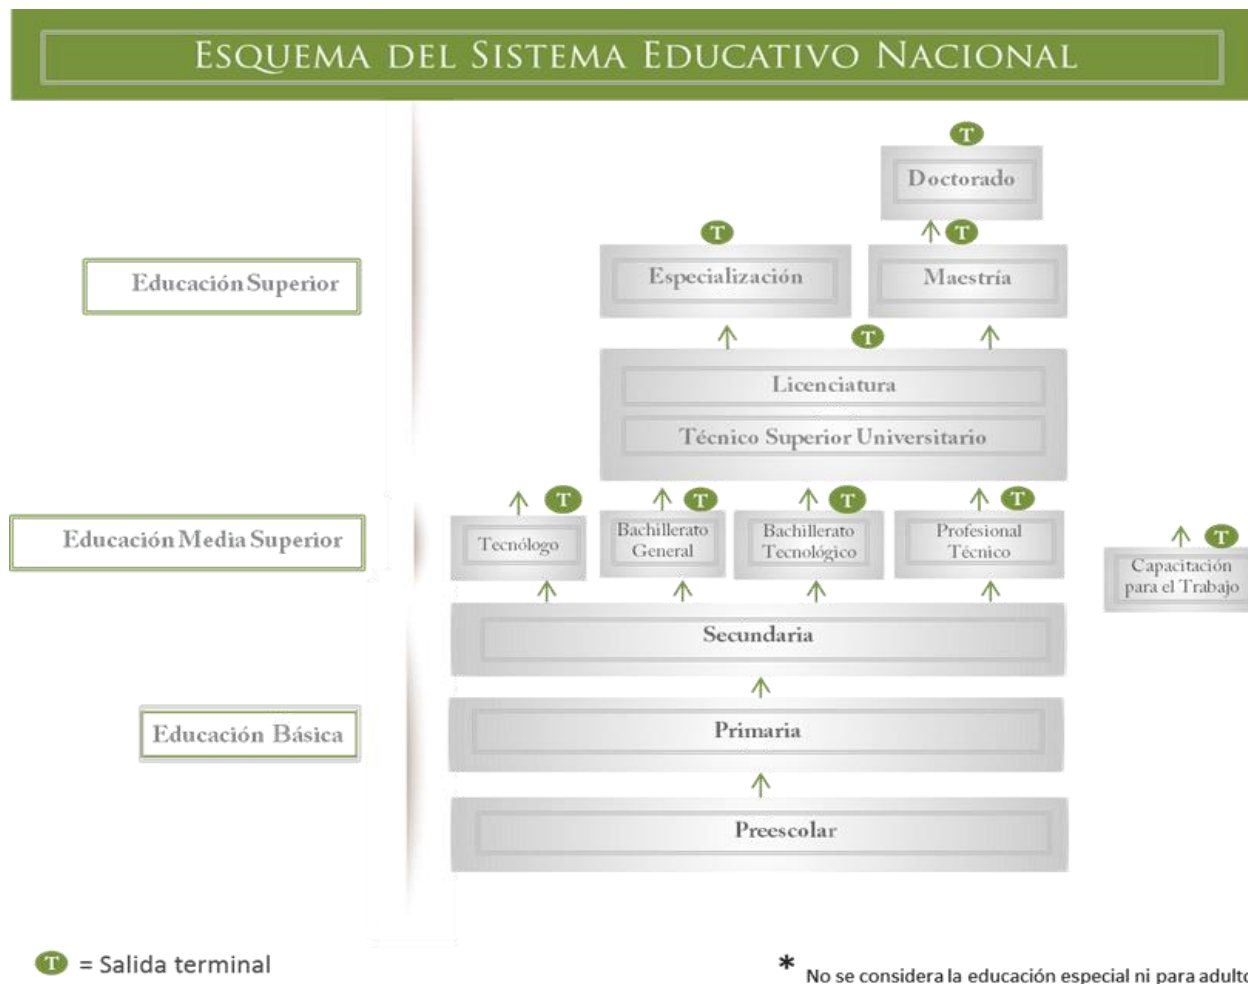 ESQUEMA DEL SISTEMA EDUCATIVO NACIONAL
T
Doctorado
T
T
Educación Superior
Especialización
Maestría
T
Licenciatura
Técnico Superior Universitario
T
T
T
T
Educación Media Superior
Tecnólogo
Bachillerato
General
Bachillerato
Tecnológico
Profesional
Técnico
T
Capacitación
para el Trabajo
Secundaria
Educación Básica
Primaria
Preescolar
T = Salida terminal
* No se considera la educación especial ni para adulto